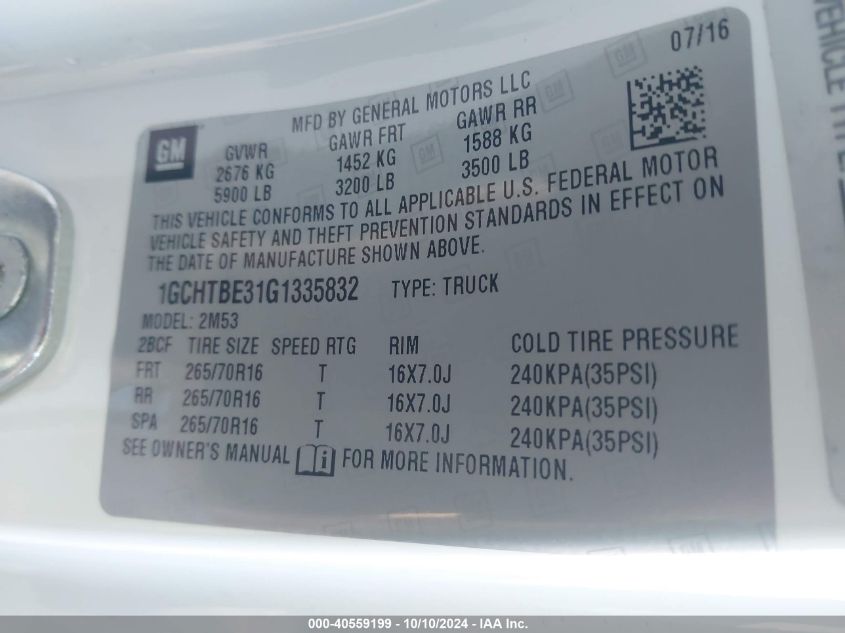 07/16
MFD BY GENERAL MOTORS LLC
GM
GVWR GAWR FRT GAWR RR
2676 KG 1452 KG 1588 KG
5900 LB 3200 LB 3500 LB
THIS VEHICLE CONFORMS TO ALL APPLICABLE U.S. FEDERAL MOTOR
VEHICLE SAFETY AND THEFT PREVENTION STANDARDS IN EFFECT ON
THE DATE OF MANUFACTURE SHOWN ABOVE.
1GCHTBE31G1335832 TYPE: TRUCK
MODEL: 2M53
2BCF TIRE SIZE SPEED RTG RIM COLD TIRE PRESSURE
FRT 265/70R16 T 16X7.0J 240KPA(35PSI)
RR 265/70R16 T 16X7.0J 240KPA(35PSI)
SPA 265/70R16 T 16X7.0J 240KPA(35PSI)
SEE OWNER'S MANUAL FOR MORE INFORMATION.
VEHICLE
000-40559199 - 10/10/2024 - IAA Inc.